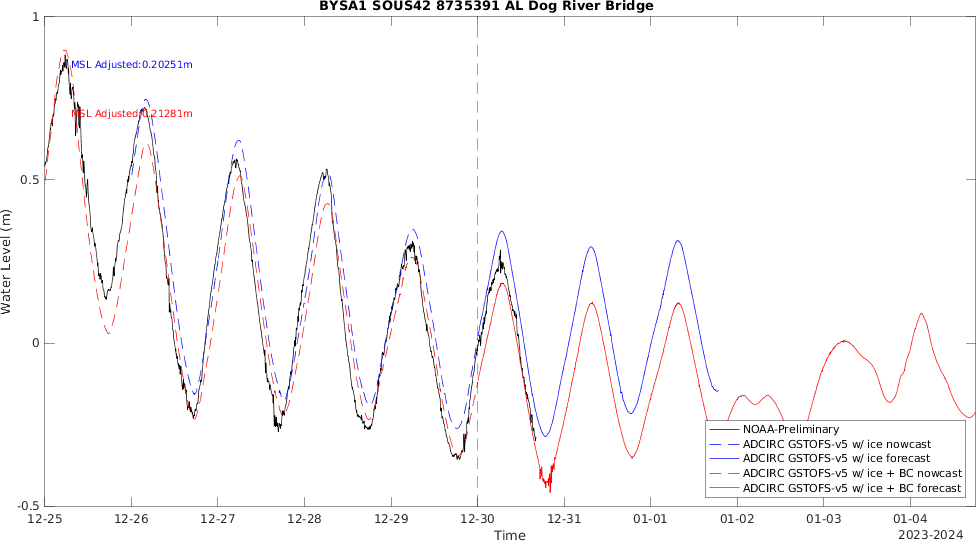 BYSA1 SOUS42 8735391 AL Dog River Bridge
MSL Adjusted:0.20251m
MSL Adjusted:0.21281m
Water Level (m)
1
0.5
0
-0.5
12-25 12-26 12-27 12-28 12-29 12-30 12-31 01-01 01-02 01-03 01-04
2023-2024
Time
NOAA-Preliminary
ADCIRC GSTOFS-v5 w/ ice nowcast
ADCIRC GSTOFS-v5 w/ ice forecast
ADCIRC GSTOFS-v5 w/ ice + BC nowcast
ADCIRC GSTOFS-v5 w/ ice + BC forecast